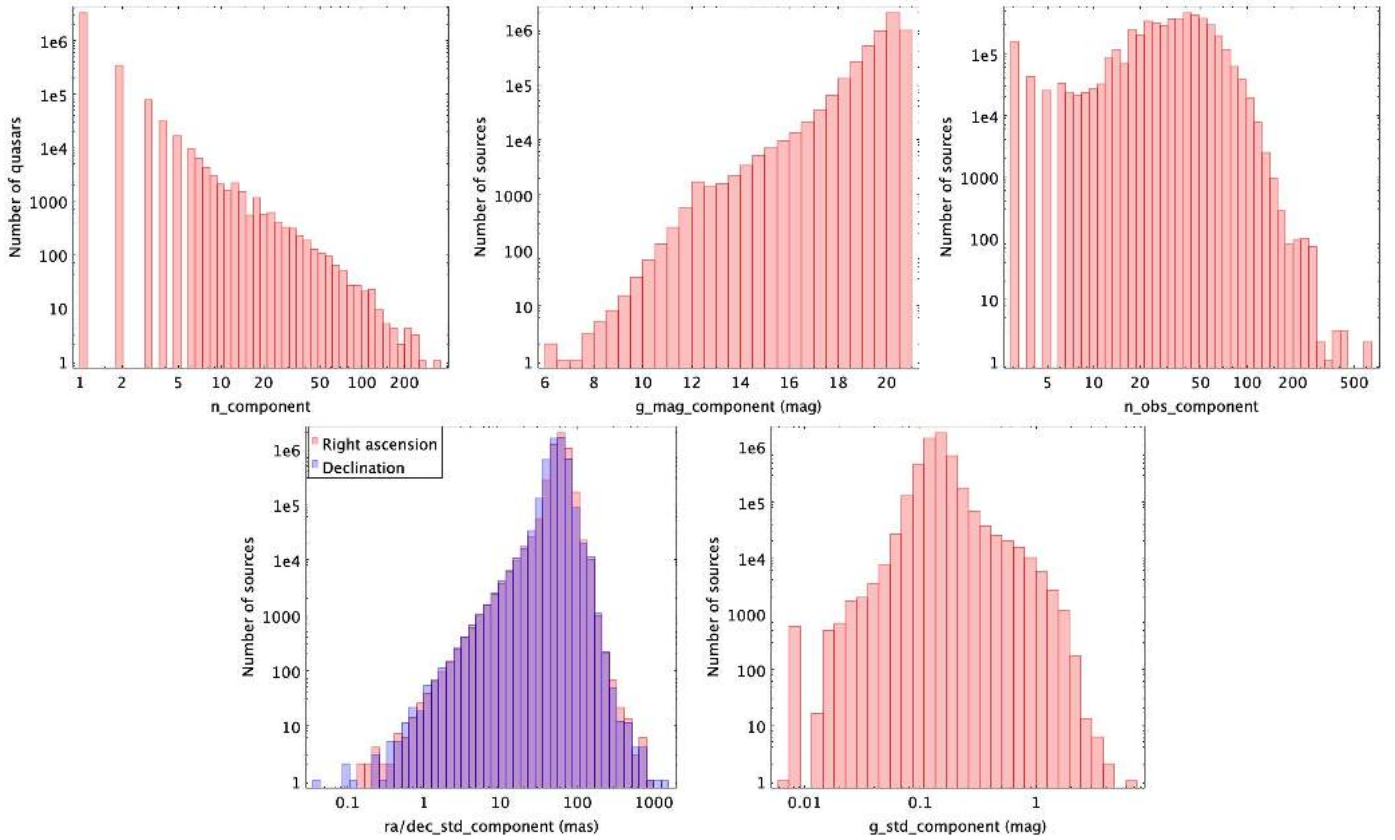 Number of quasars
1e6
1e5
1e4
1000
100
10
1
1 2 5 10 20 50 100 200
n_component
Number of sources
1e6
1e5
1e4
1000
100
10
1
6 8 10 12 14 16 18 20
g_mag_component (mag)
Number of sources
1e5
1e4
1000
100
10
1
5 10 20 50 100 200 500
n_obs_component
Right ascension
Declination
Number of sources
1e6
1e5
1e4
1000
100
10
1
0.1 1 10 100 1000
ra/dec_std_component (mas)
Number of sources
1e6
1e5
1e4
1000
100
10
1
0.01 0.1 1
g_std_component (mag)